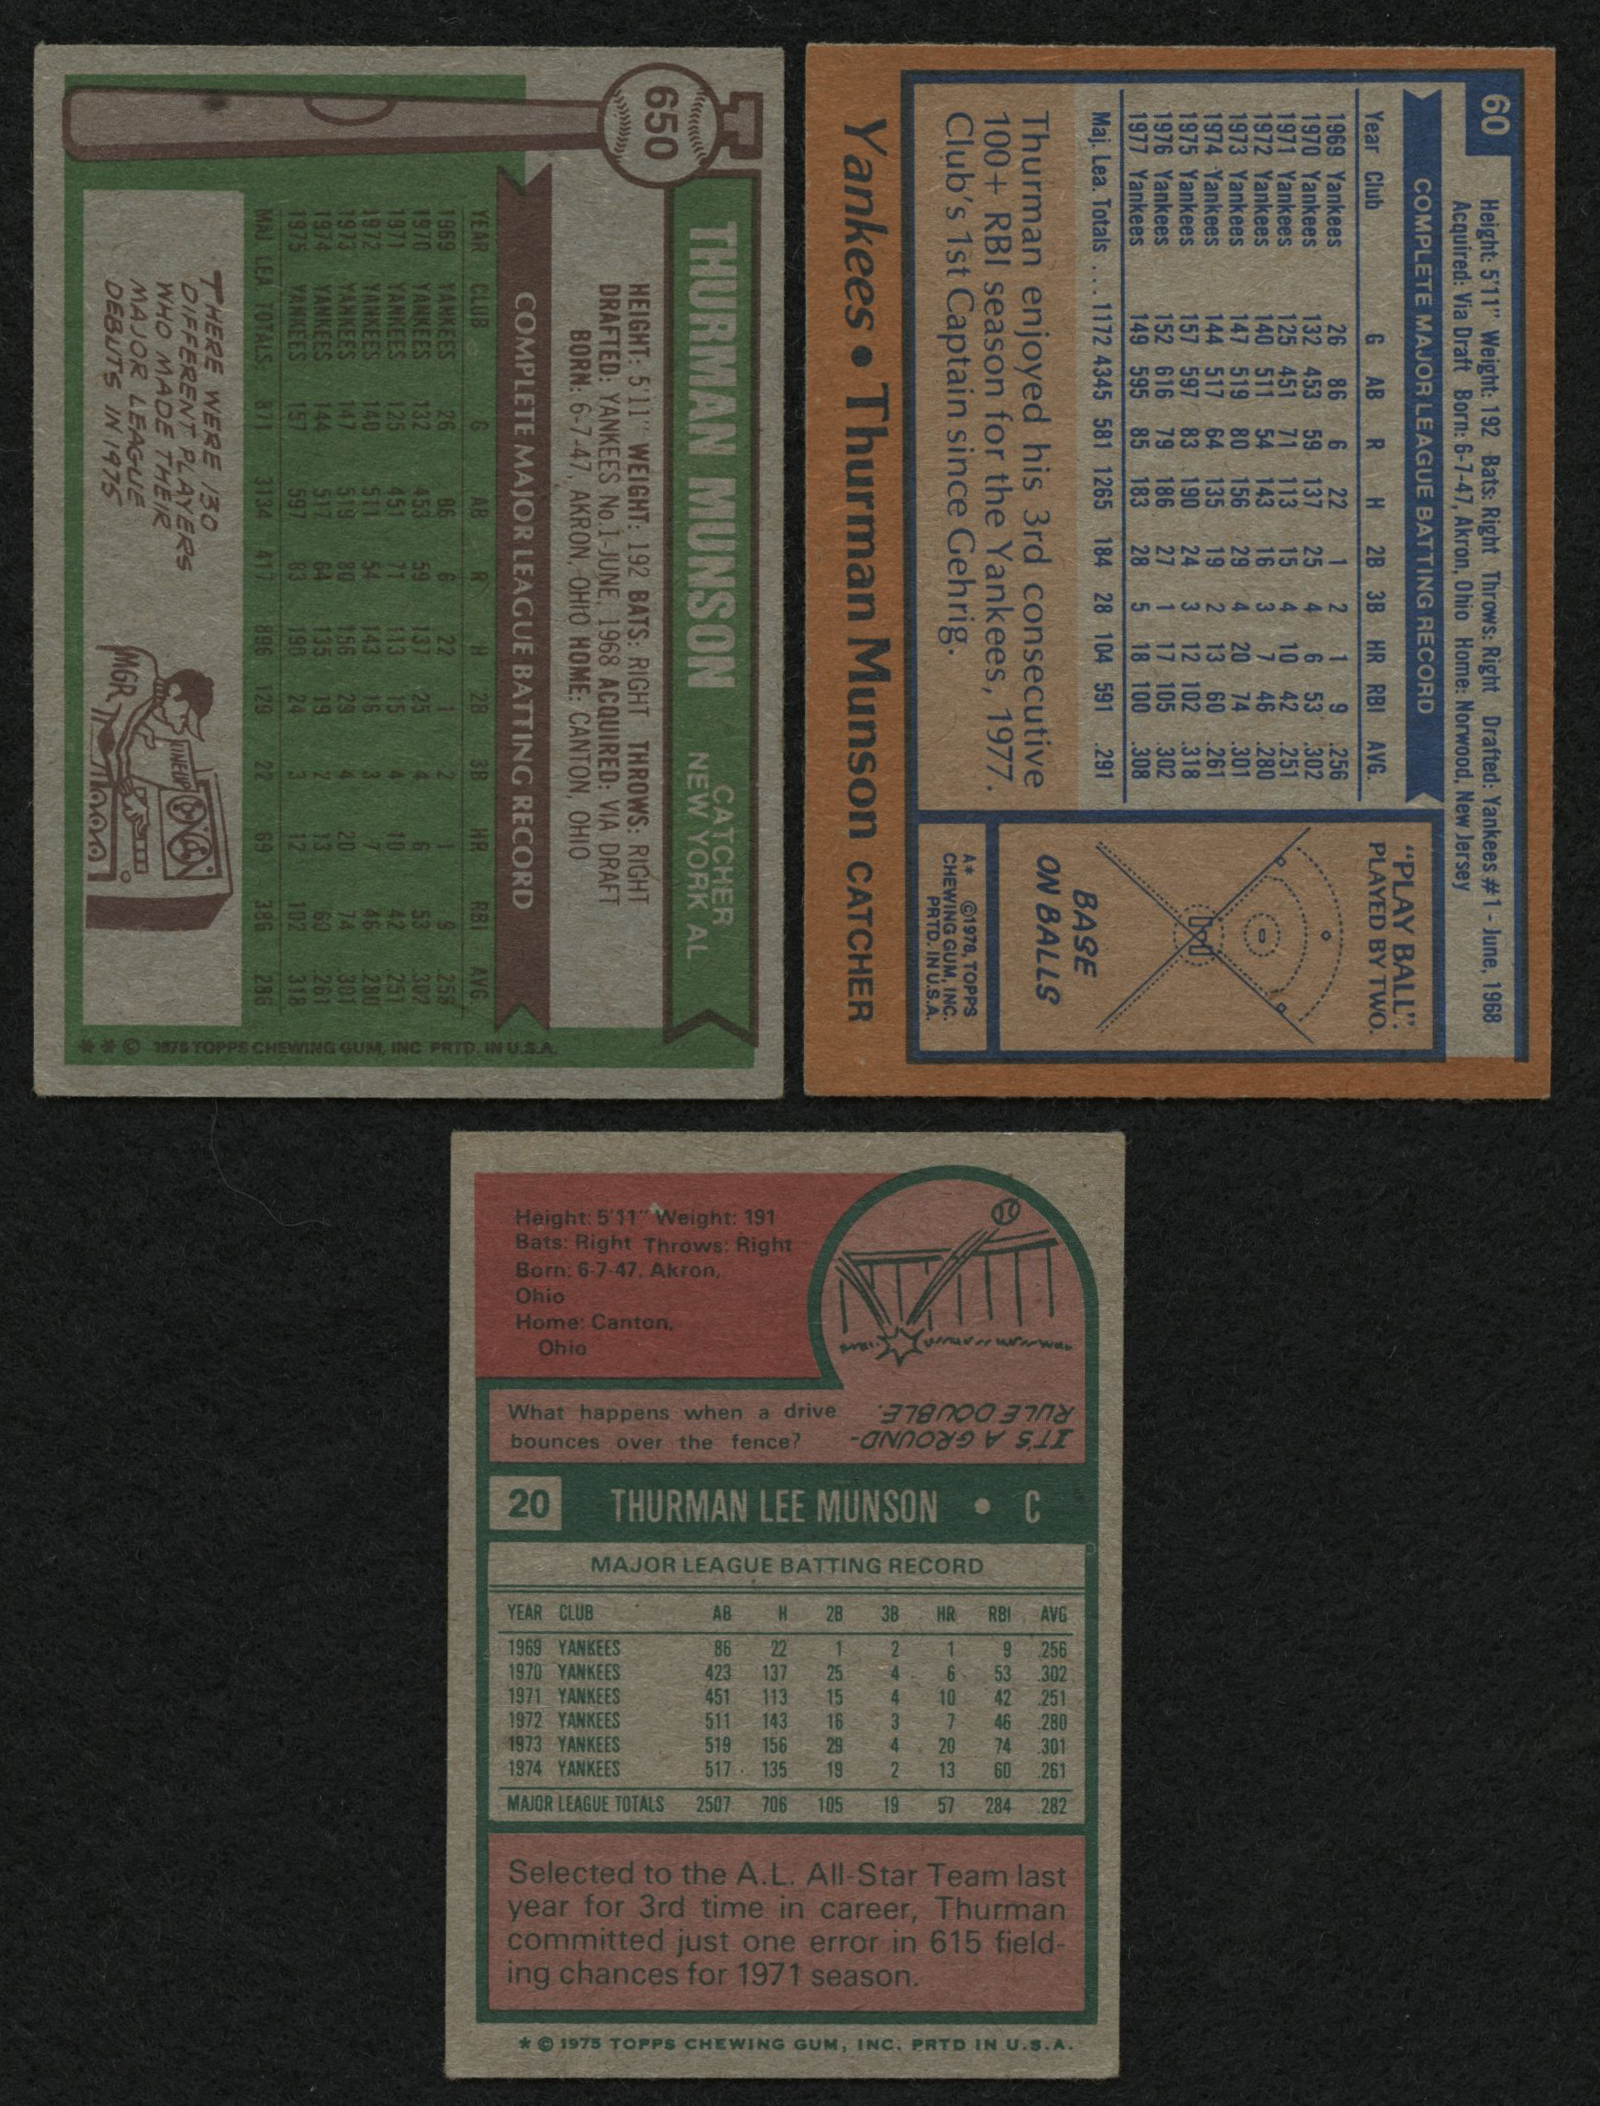 650
THURMAN MUNSON
CATCHER
NEW YORK AL
HEIGHT: 5'11" WEIGHT: 192 BATS: RIGHT THROWS: RIGHT
DRAFTED: YANKEES No.1-JUNE, 1968 ACQUIRED: VIA DRAFT
BORN: 6-7-47, AKRON, OHIO HOME: CANTON, OHIO
COMPLETE MAJOR LEAGUE BATTING RECORD
YEAR CLUB G AB R H 2B 3B HR RBI AVG.
1969 YANKEES 26 86 6 22 1 2 1 9 .256
1970 YANKEES 132 453 59 137 25 4 6 53 .302
1971 YANKEES 125 451 71 113 15 4 10 42 .251
1972 YANKEES 140 511 54 143 16 3 7 46 .280
1973 YANKEES 147 519 80 156 29 4 20 74 .301
1974 YANKEES 144 517 64 135 19 2 13 60 .261
1975 YANKEES 157 597 83 190 24 3 12 102 .318
MAJ. LEA. TOTALS 871 3134 417 896 129 22 69 386 .286
THERE WERE 130
DIFFERENT PLAYERS
WHO MADE THEIR
MAJOR LEAGUE
DEBUTS IN 1975
LINEUP
MGR.
* * © 1976 TOPPS CHEWING GUM, INC. PRTD. IN U.S.A.
60
Height: 5'11" Weight: 192 Bats: Right Throws: Right Drafted: Yankees #1 - June, 1968
Acquired: Via Draft Born: 6-7-47, Akron, Ohio Home: Norwood, New Jersey
COMPLETE MAJOR LEAGUE BATTING RECORD
Year Club G AB R H 2B 3B HR RBI AVG.
1969 Yankees 26 86 6 22 1 2 1 9 .256
1970 Yankees 132 453 59 137 25 4 6 53 .302
1971 Yankees 125 451 71 113 15 4 10 42 .251
1972 Yankees 140 511 54 143 16 3 7 46 .280
1973 Yankees 147 519 80 156 29 4 20 74 .301
1974 Yankees 144 517 64 135 19 2 13 60 .261
1975 Yankees 157 597 83 190 24 3 12 102 .318
1976 Yankees 152 616 79 186 27 1 17 105 .302
1977 Yankees 149 595 85 183 28 5 18 100 .308
Maj. Lea. Totals . . . 1172 4345 581 1265 184 28 104 591 .291
Thurman enjoyed his 3rd consecutive
100+ RBI season for the Yankees, 1977.
Club's 1st Captain since Gehrig.
"PLAY BALL".
PLAYED BY TWO.
BASE
ON BALLS
A* ©1978, TOPPS
CHEWING GUM, INC.
PRTD. IN U.S.A.
Yankees • Thurman Munson CATCHER
Height: 5'11" Weight: 191
Bats: Right Throws: Right
Born: 6-7-47, Akron,
Ohio
Home: Canton,
Ohio
What happens when a drive
bounces over the fence?
IT'S A GROUND-
RULE DOUBLE.
20 THURMAN LEE MUNSON • C
MAJOR LEAGUE BATTING RECORD
YEAR CLUB AB H 2B 3B HR RBI AVG
1969 YANKEES 86 22 1 2 1 9 .256
1970 YANKEES 423 137 25 4 6 53 .302
1971 YANKEES 451 113 15 4 10 42 .251
1972 YANKEES 511 143 16 3 7 46 .280
1973 YANKEES 519 156 29 4 20 74 .301
1974 YANKEES 517 135 19 2 13 60 .261
MAJOR LEAGUE TOTALS 2507 706 105 19 57 284 .282
Selected to the A.L. All-Star Team last
year for 3rd time in career, Thurman
committed just one error in 615 field-
ing chances for 1971 season.
* © 1975 TOPPS CHEWING GUM, INC. PRTD IN U.S.A.